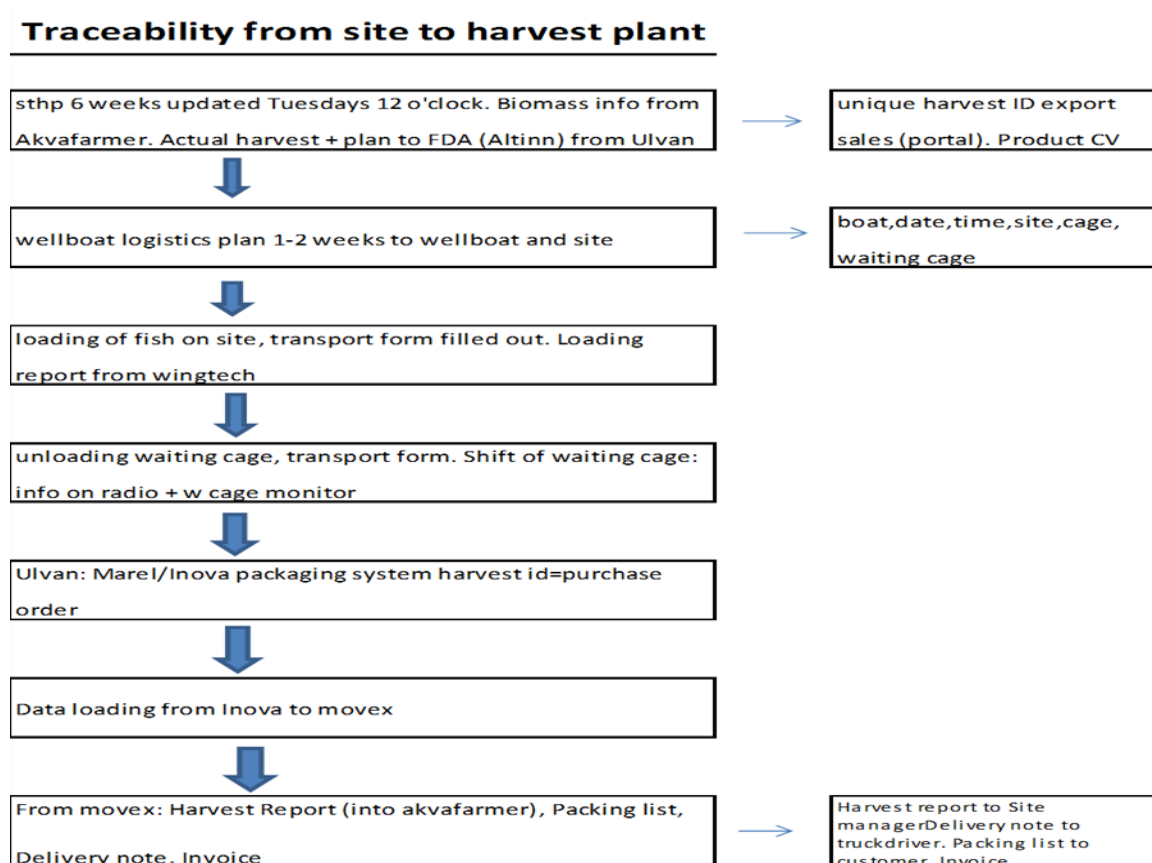 Traceability from site to harvest plant
sthp 6 weeks updated Tuesdays 12 o'clock. Biomass info from
Akvafarmer. Actual harvest + plan to FDA (Altinn) from Ulvan
unique harvest ID export
sales (portal). Product CV
wellboat logistics plan 1-2 weeks to wellboat and site
boat,date,time,site,cage,
waiting cage
loading of fish on site, transport form filled out. Loading
report from wingtech
unloading waiting cage, transport form. Shift of waiting cage:
info on radio + w cage monitor
Ulvan: Marel/Inova packaging system harvest id=purchase
order
Data loading from Inova to movex
From movex: Harvest Report (into akvafarmer), Packing list,
Delivery note. Invoice
Harvest report to Site
managerDelivery note to
truckdriver. Packing list to
customer. Invoice